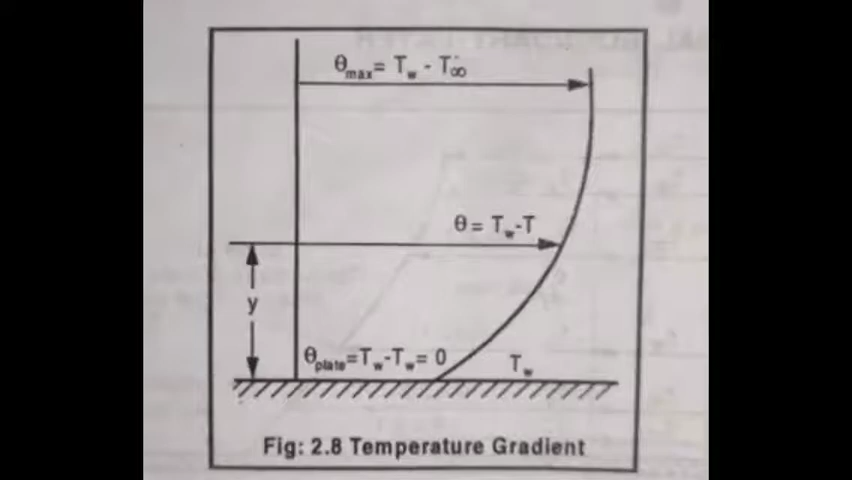 θmax= Tw - T∞
θ = Tw-T
y
θplate=Tw-Tw= 0
Tw
Fig: 2.8 Temperature Gradient